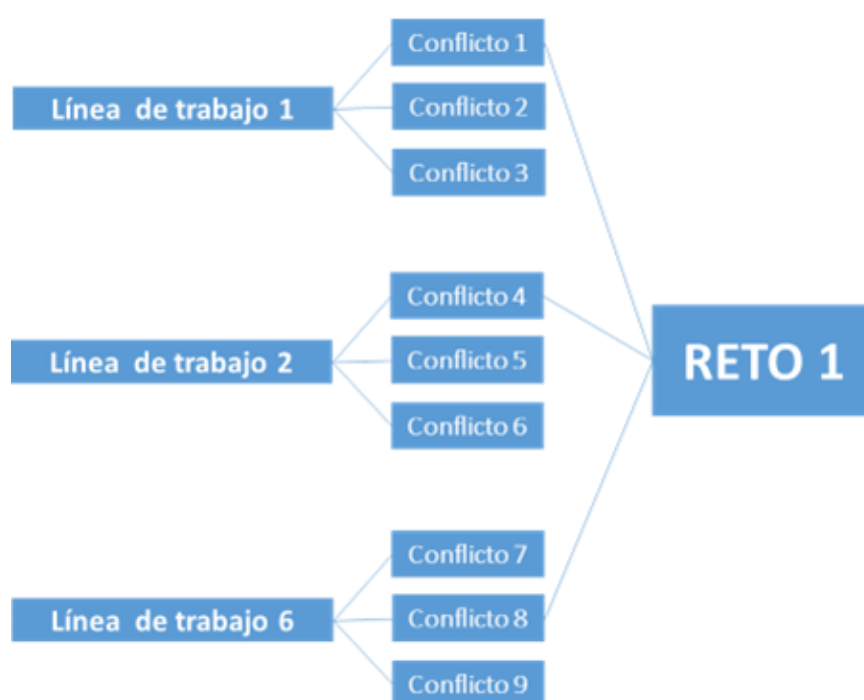 Conflicto 1
Línea de trabajo 1
Conflicto 2
Conflicto 3
Conflicto 4
Línea de trabajo 2
Conflicto 5
Conflicto 6
RETO 1
Conflicto 7
Línea de trabajo 6
Conflicto 8
Conflicto 9